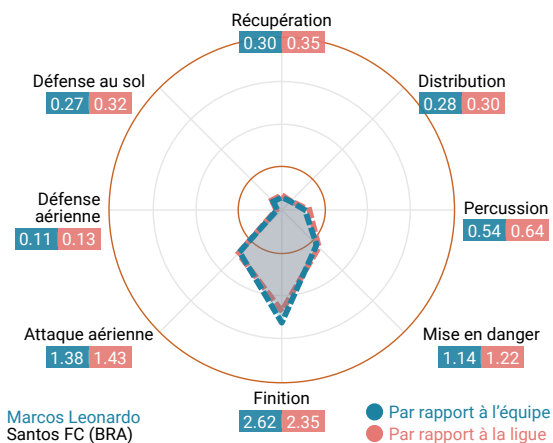 Récupération
0.30 0.35
Défense au sol
0.27 0.32
Distribution
0.28 0.30
Défense
aérienne
0.11 0.13
Percussion
0.54 0.64
Attaque aérienne
1.38 1.43
Mise en danger
1.14 1.22
Finition
2.62 2.35
Marcos Leonardo
Santos FC (BRA)
Par rapport à l'équipe
Par rapport à la ligue